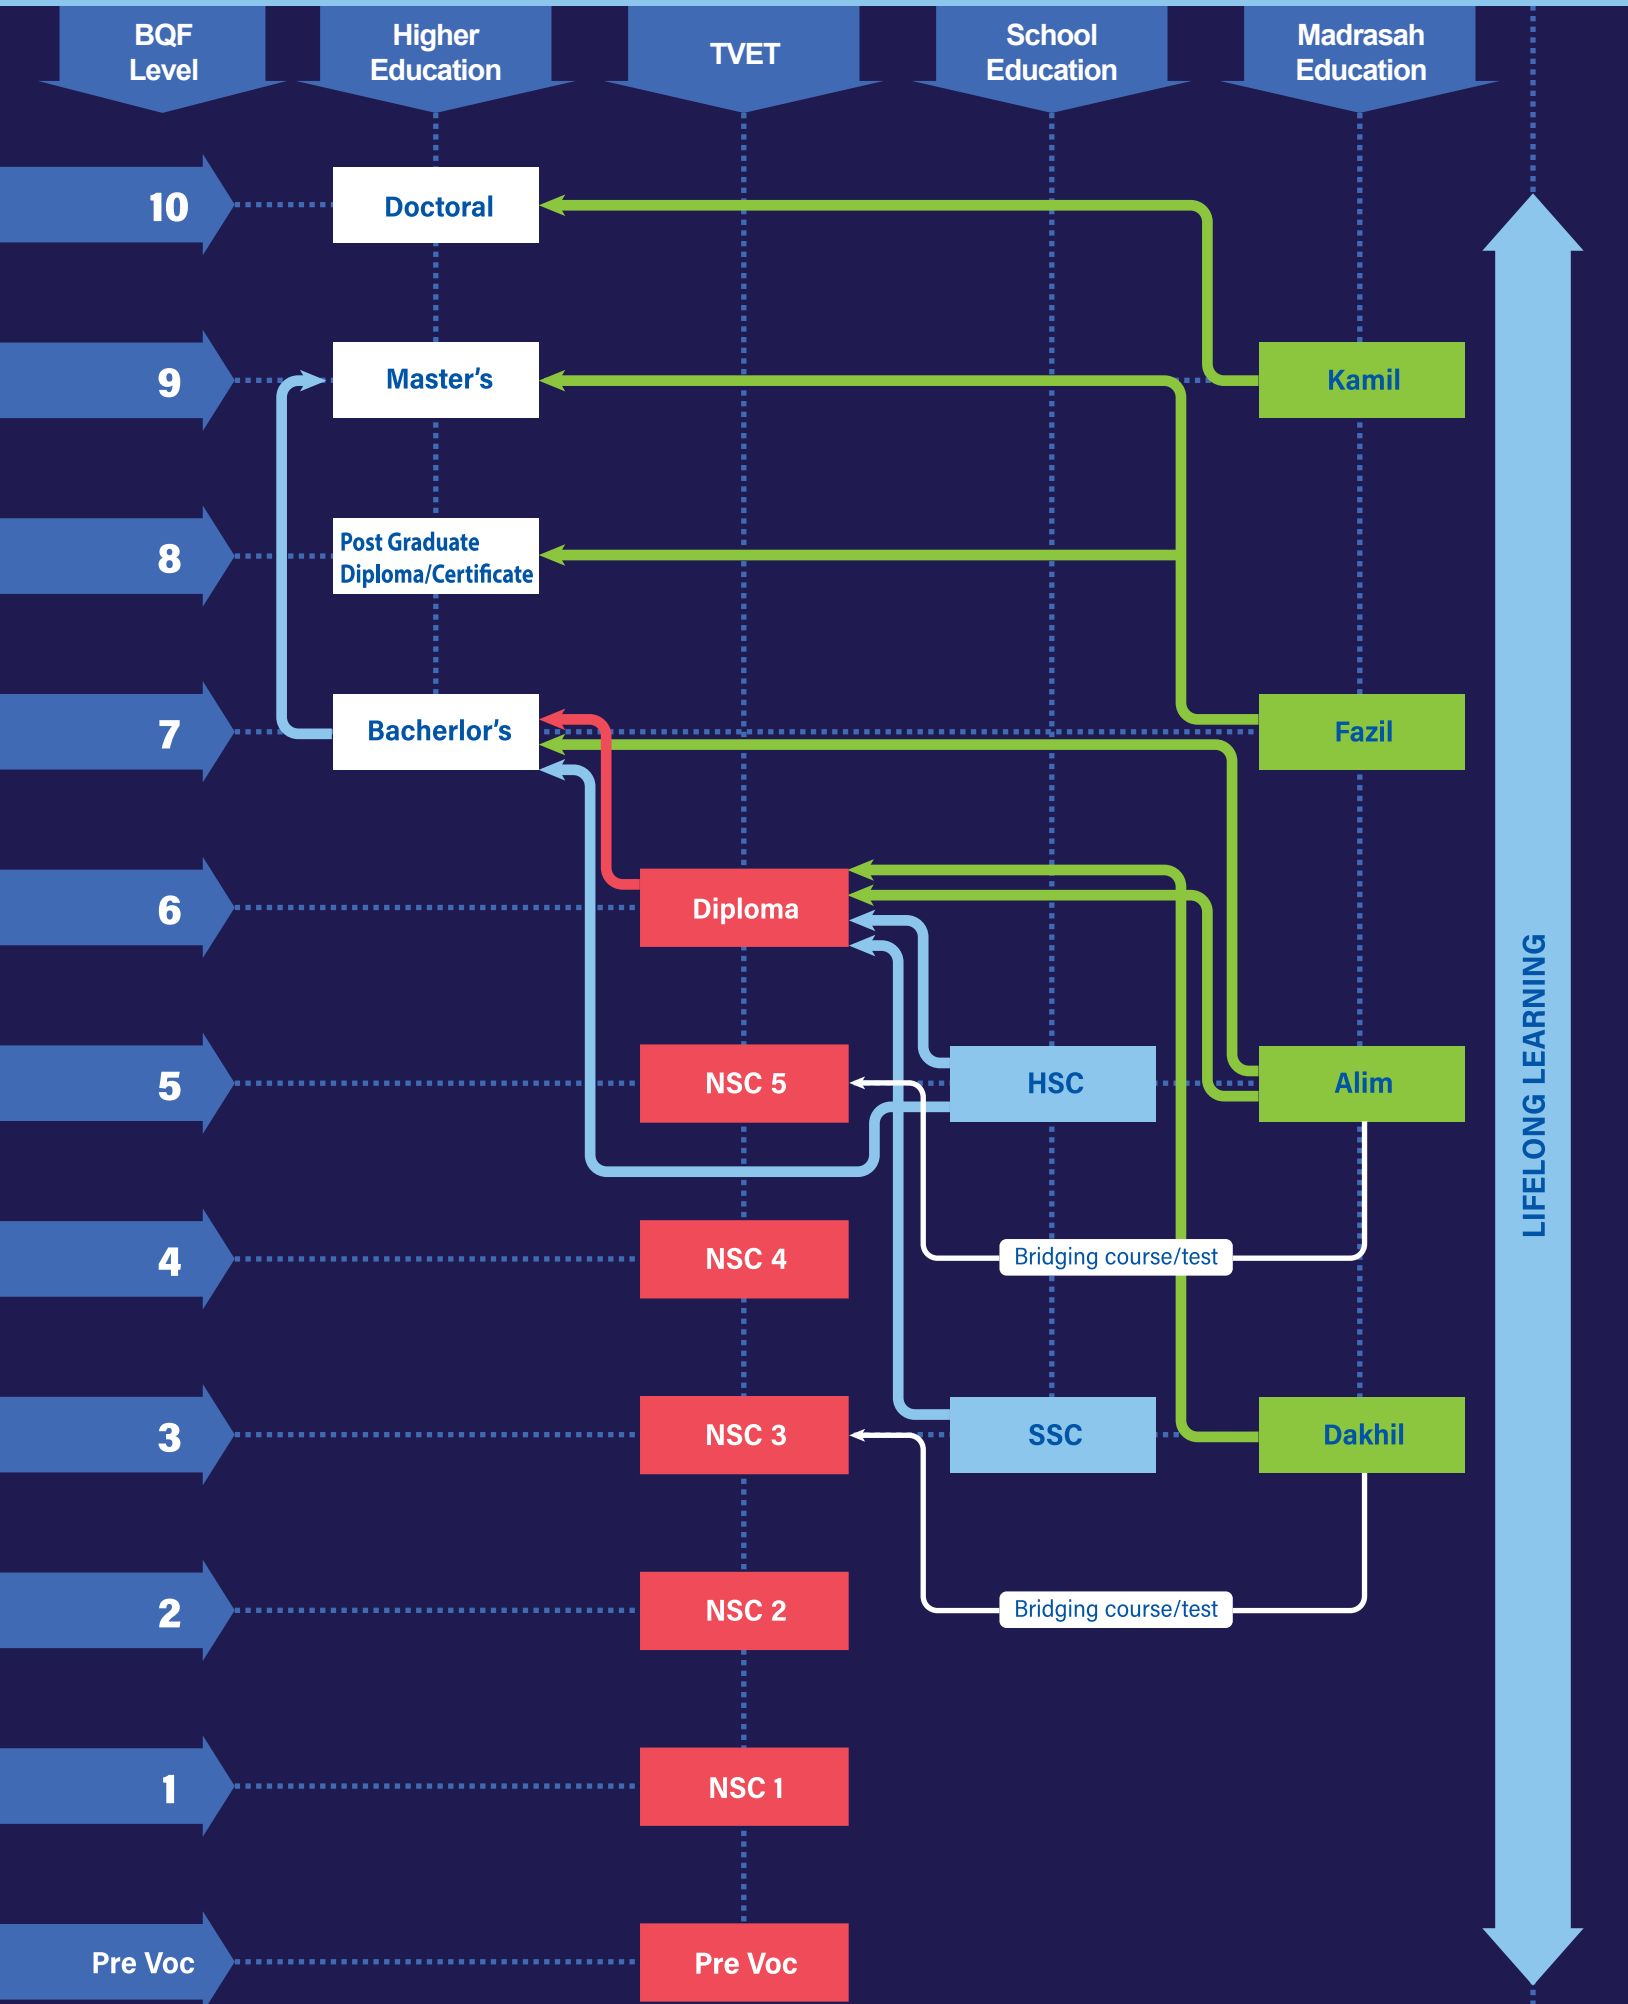 BQF
Level
Higher
Education
TVET
School
Education
Madrasah
Education
10
Doctoral
9
Master’s
Kamil
8
Post Graduate
Diploma/Certificate
7
Bacherlor’s
Fazil
6
Diploma
5
NSC 5
HSC
Alim
4
NSC 4
Bridging course/test
3
NSC 3
SSC
Dakhil
2
NSC 2
Bridging course/test
1
NSC 1
Pre Voc
Pre Voc
LIFELONG LEARNING